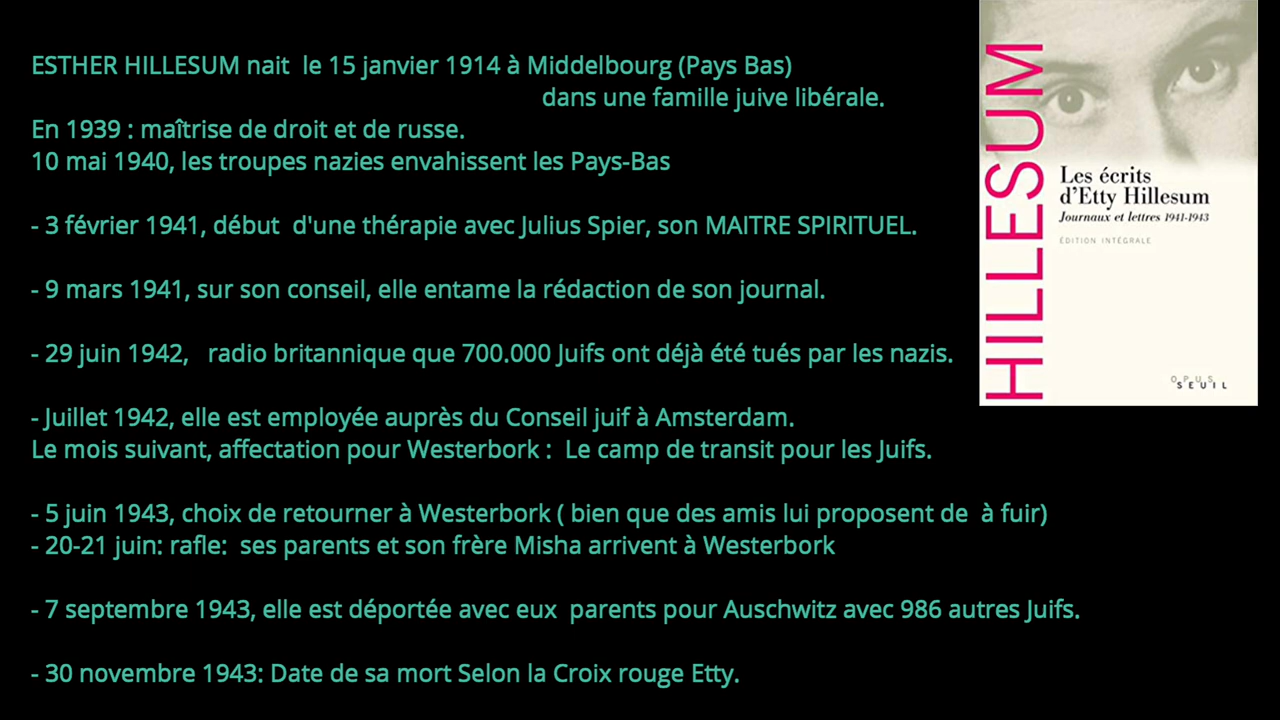 ESTHER HILLESUM nait  le 15 janvier 1914 à Middelbourg (Pays Bas)
dans une famille juive libérale.
En 1939 : maîtrise de droit et de russe.
10 mai 1940, les troupes nazies envahissent les Pays-Bas
- 3 février 1941, début  d'une thérapie avec Julius Spier, son MAITRE SPIRITUEL.
- 9 mars 1941, sur son conseil, elle entame la rédaction de son journal.
- 29 juin 1942,   radio britannique que 700.000 Juifs ont déjà été tués par les nazis.
- Juillet 1942, elle est employée auprès du Conseil juif à Amsterdam.
Le mois suivant, affectation pour Westerbork :  Le camp de transit pour les Juifs.
- 5 juin 1943, choix de retourner à Westerbork ( bien que des amis lui proposent de  à fuir)
- 20-21 juin: rafle:  ses parents et son frère Misha arrivent à Westerbork
- 7 septembre 1943, elle est déportée avec eux  parents pour Auschwitz avec 986 autres Juifs.
- 30 novembre 1943: Date de sa mort Selon la Croix rouge Etty.
HILLESUM
Les écrits
d'Etty Hillesum
Journaux et lettres 1941-1943
ÉDITION INTÉGRALE
OPUS
SEUIL